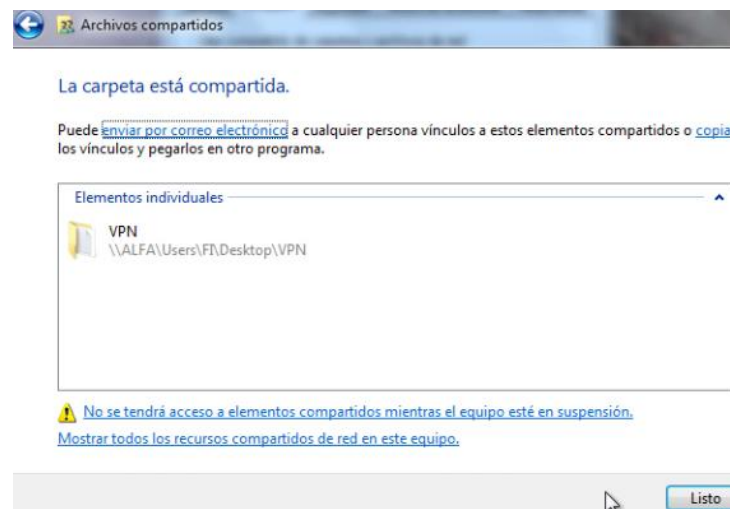 Archivos compartidos
La carpeta está compartida.
Puede enviar por correo electrónico a cualquier persona vínculos a estos elementos compartidos o copia
los vínculos y pegarlos en otro programa.
Elementos individuales
VPN
\\ALFA\Users\FI\Desktop\VPN
No se tendrá acceso a elementos compartidos mientras el equipo esté en suspensión.
Mostrar todos los recursos compartidos de red en este equipo.
Listo